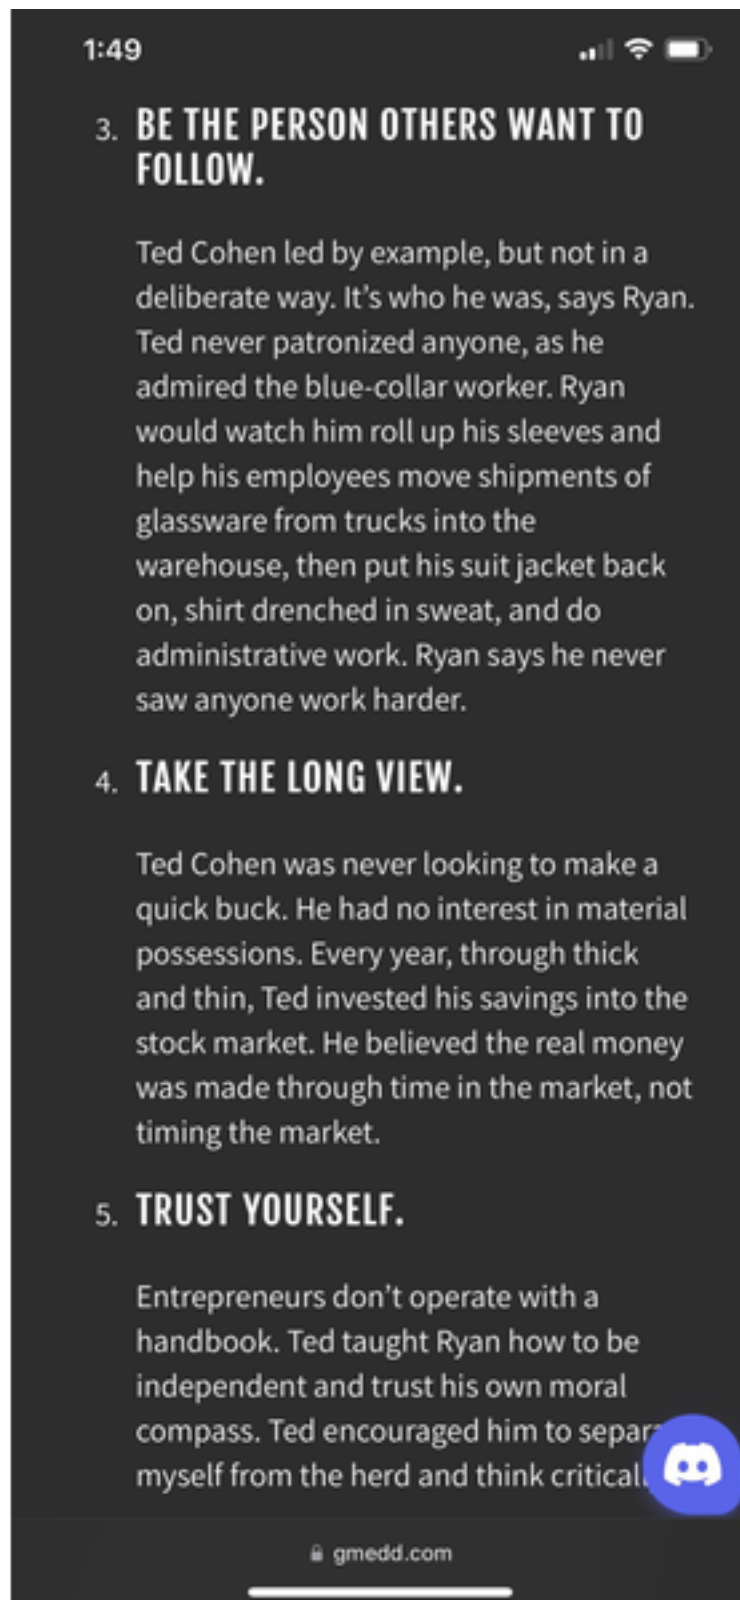 1:49
3. BE THE PERSON OTHERS WANT TO
FOLLOW.
Ted Cohen led by example, but not in a
deliberate way. It's who he was, says Ryan.
Ted never patronized anyone, as he
admired the blue-collar worker. Ryan
would watch him roll up his sleeves and
help his employees move shipments of
glassware from trucks into the
warehouse, then put his suit jacket back
on, shirt drenched in sweat, and do
administrative work. Ryan says he never
saw anyone work harder.
4. TAKE THE LONG VIEW.
Ted Cohen was never looking to make a
quick buck. He had no interest in material
possessions. Every year, through thick
and thin, Ted invested his savings into the
stock market. He believed the real money
was made through time in the market, not
timing the market.
5. TRUST YOURSELF.
Entrepreneurs don't operate with a
handbook. Ted taught Ryan how to be
independent and trust his own moral
compass. Ted encouraged him to
myself from the herd and think
gmedd.com